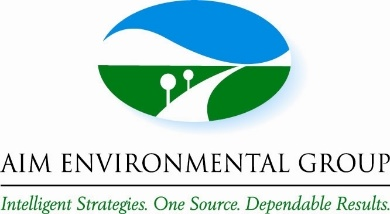 AIM ENVIRONMENTAL GROUP
Intelligent Strategies. One Source. Dependable Results.